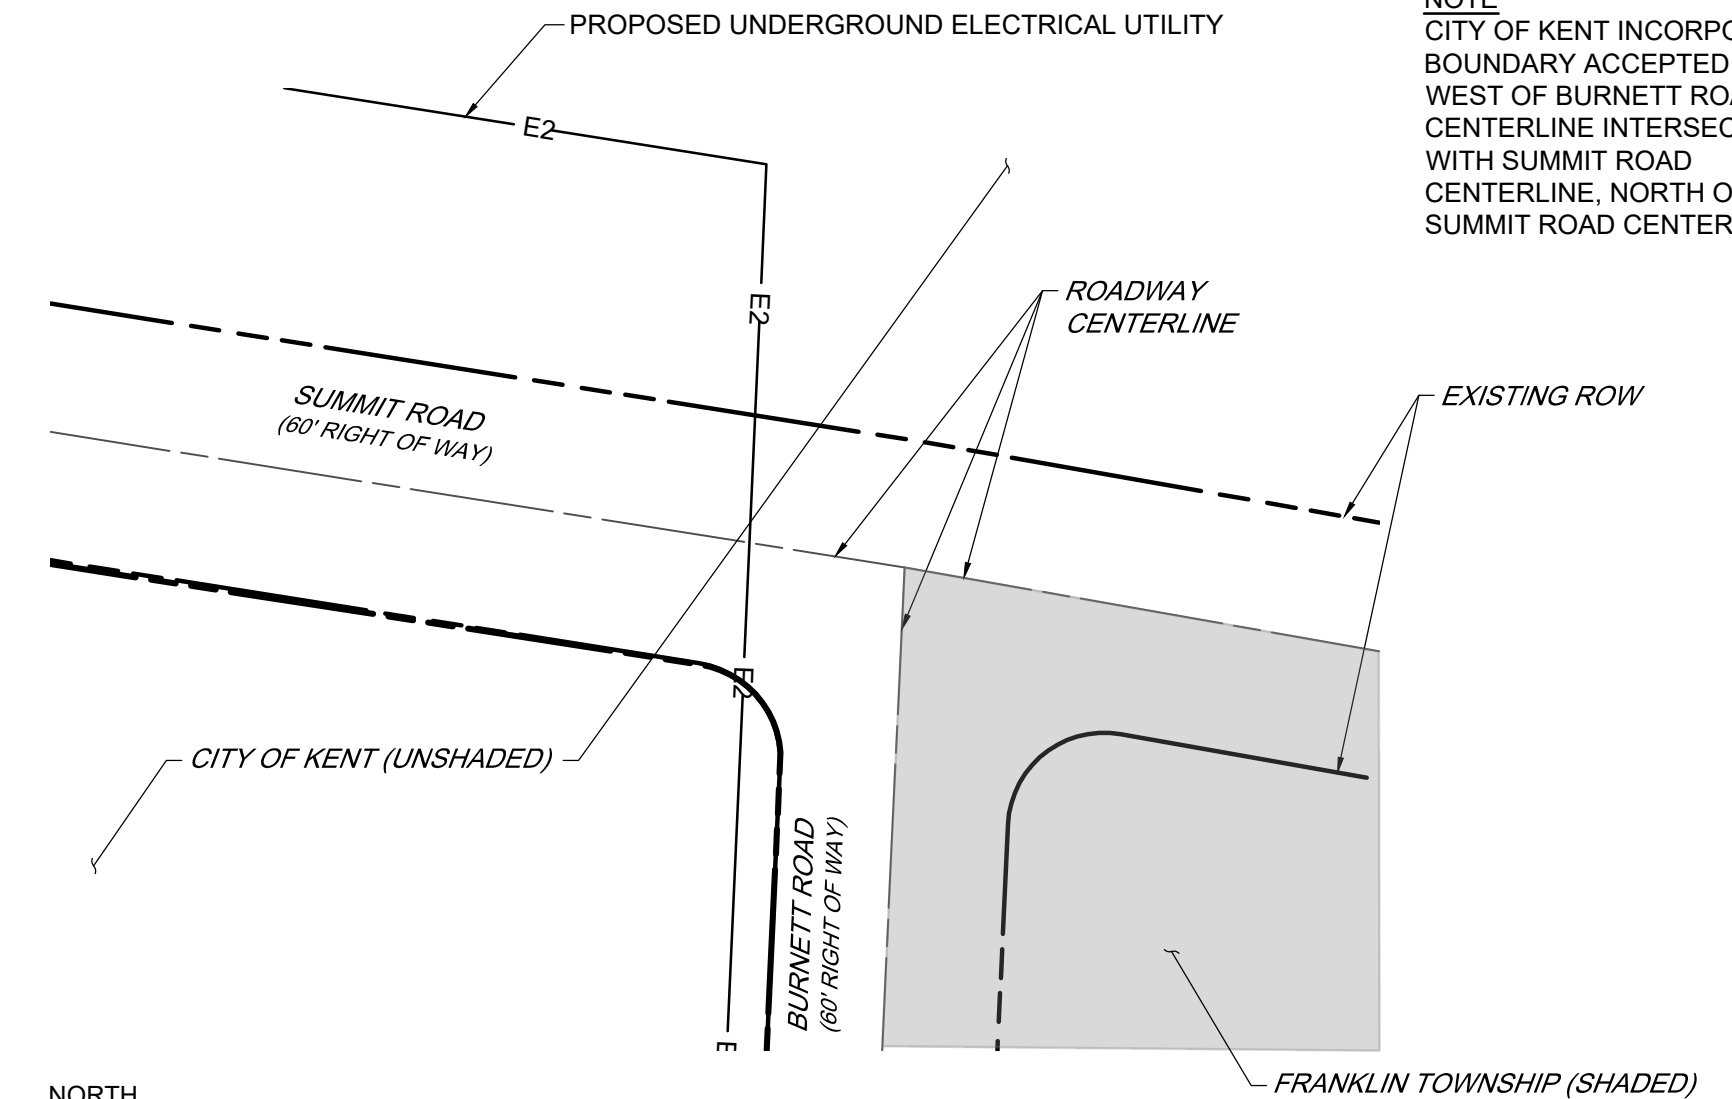 PROPOSED UNDERGROUND ELECTRICAL UTILITY
NOTE
CITY OF KENT INCORPO
BOUNDARY ACCEPTED
WEST OF BURNETT ROA
CENTERLINE INTERSEC
WITH SUMMIT ROAD
CENTERLINE, NORTH O
SUMMIT ROAD CENTER
E2
E2
ROADWAY
CENTERLINE
EXISTING ROW
SUMMIT ROAD
(60' RIGHT OF WAY)
E2
CITY OF KENT (UNSHADED)
BURNETT ROAD
(60' RIGHT OF WAY)
E
FRANKLIN TOWNSHIP (SHADED)
NORTH